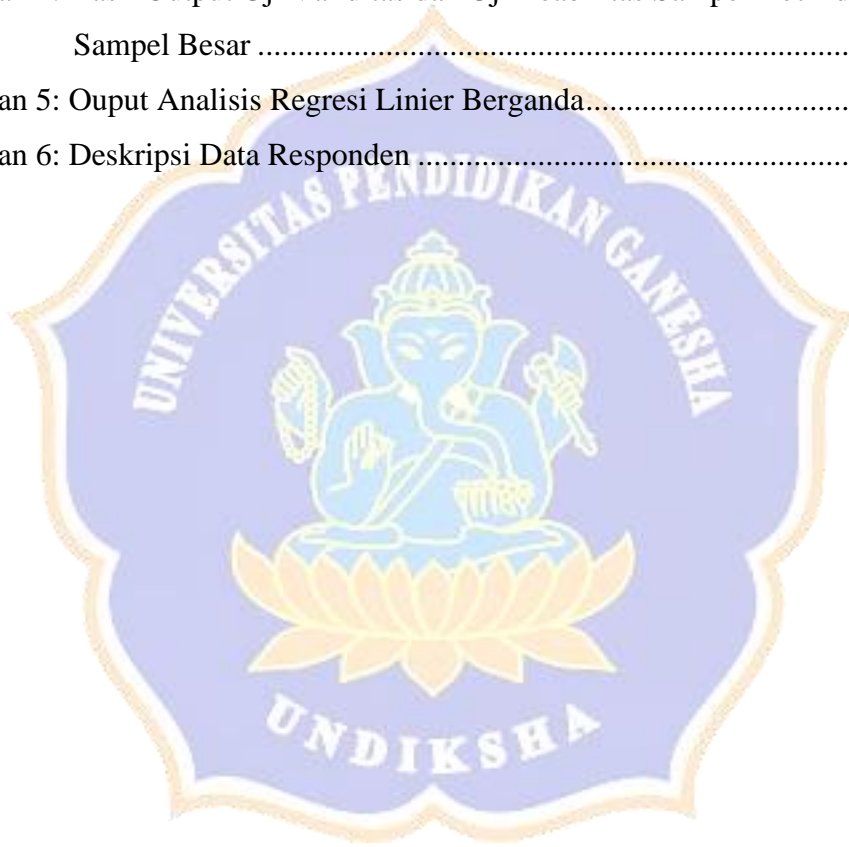 Sampel Besar ..........................................................................
an 5: Ouput Analisis Regresi Linier Berganda.................................
an 6: Deskripsi Data Responden ......................................................
UNIVERSITAS PENDIDIKAN GANESHA
UNDIKSHA